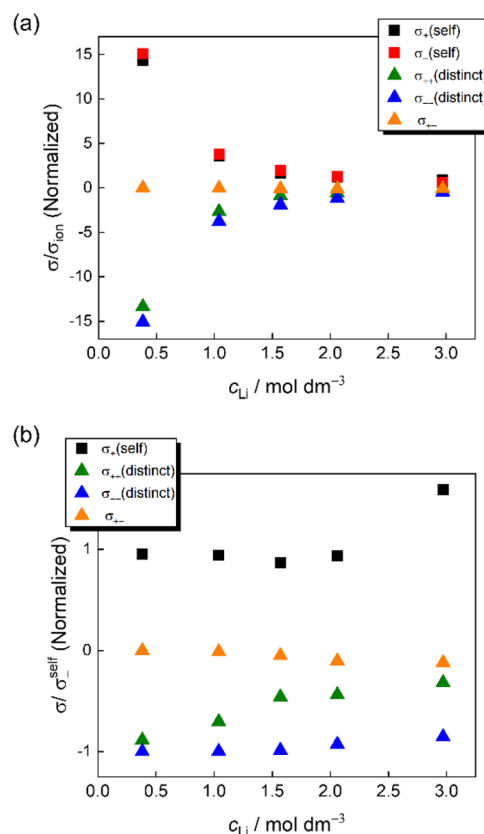 (a)
σ₊(self)
σ₋(self)
σ₊₊(distinct)
σ₋₋(distinct)
σ₊₋
15
10
5
0
-5
-10
-15
σ/σᵢₒₙ (Normalized)
0.0 0.5 1.0 1.5 2.0 2.5 3.0
c_Li / mol dm⁻³
(b)
σ₊(self)
σ₊₊(distinct)
σ₋₋(distinct)
σ₊₋
1
0
-1
σ/ σ₋^self (Normalized)
0.0 0.5 1.0 1.5 2.0 2.5 3.0
c_Li / mol dm⁻³